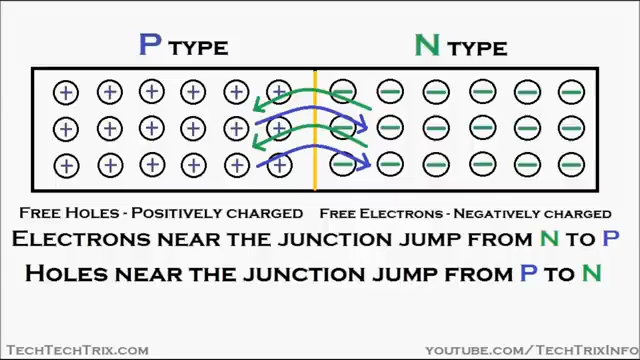 P TYPE N TYPE
FREE HOLES - POSITIVELY CHARGED FREE ELECTRONS - NEGATIVELY CHARGED
ELECTRONS NEAR THE JUNCTION JUMP FROM N TO P
HOLES NEAR THE JUNCTION JUMP FROM P TO N
TECHTECHTRIX.COM YOUTUBE.COM/TECHTRIXINFO